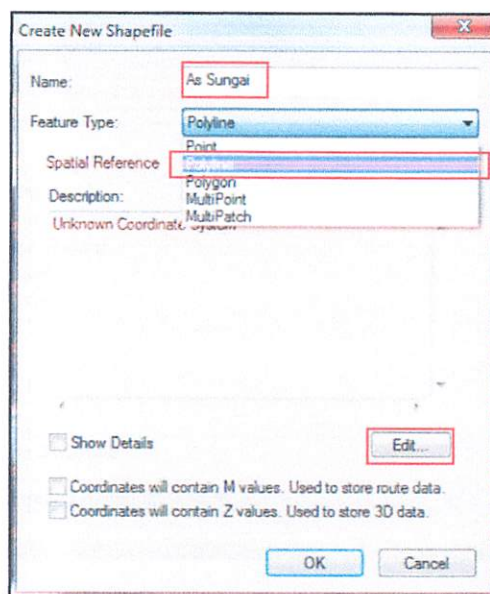 Create New Shapefile
Name:
As Sungai
Feature Type:
Polyline
Point
Spatial Reference
Polyline
Polygon
Description:
MultiPoint
MultiPatch
Unknown Coordinate System
Show Details
Edit...
Coordinates will contain M values. Used to store route data.
Coordinates will contain Z values. Used to store 3D data.
OK
Cancel